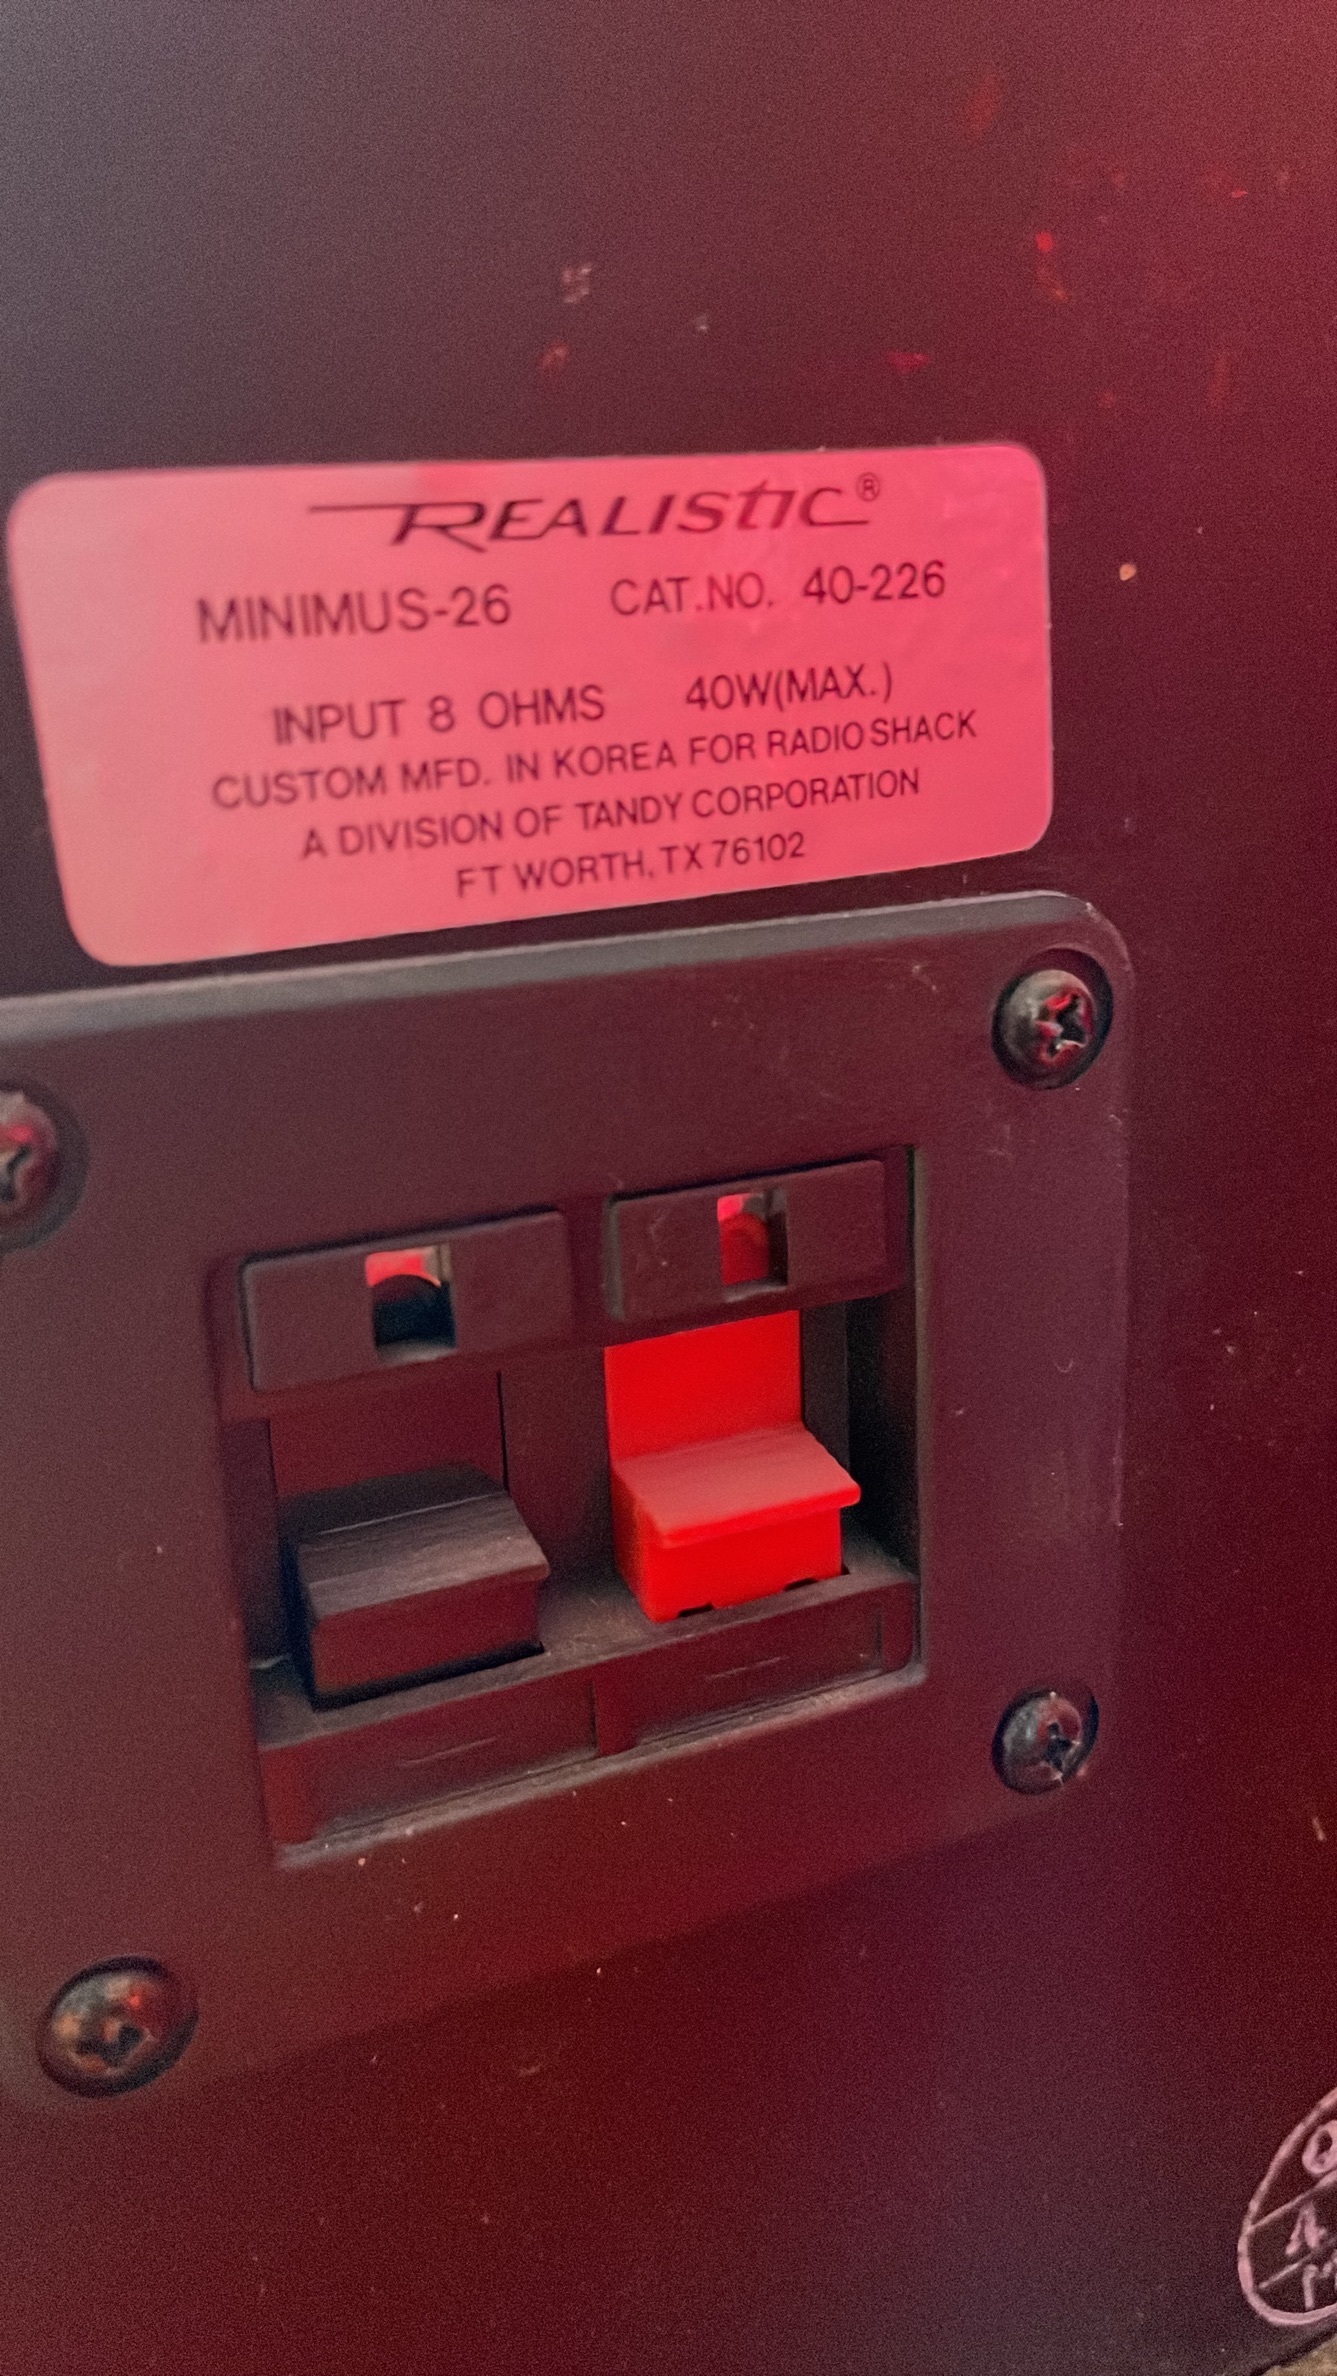 REALISTIC®
MINIMUS-26 CAT.NO. 40-226
INPUT 8 OHMS 40W(MAX.)
CUSTOM MFD. IN KOREA FOR RADIO SHACK
A DIVISION OF TANDY CORPORATION
FT WORTH, TX 76102